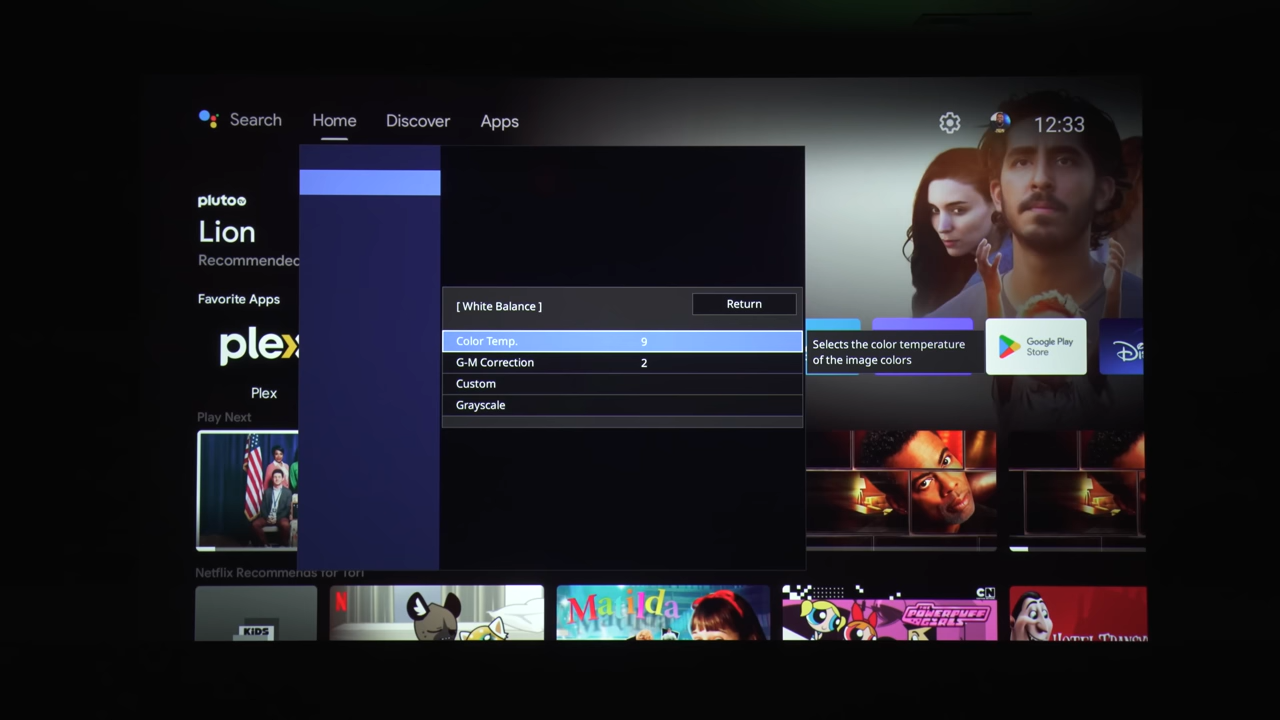 Search
Home
Discover
Apps
12:33
pluto tv
Lion
Recommended
Favorite Apps
plex
Plex
[ White Balance ]
Return
Color Temp. 9
G-M Correction 2
Custom
Grayscale
Selects the color temperature
of the image colors
Google Play
Store
Play Next
Netflix Recommends for Tori
KiDS
N
Matilda
CN
THE POWERPUFF
GIRLS
HOTEL TRANSY